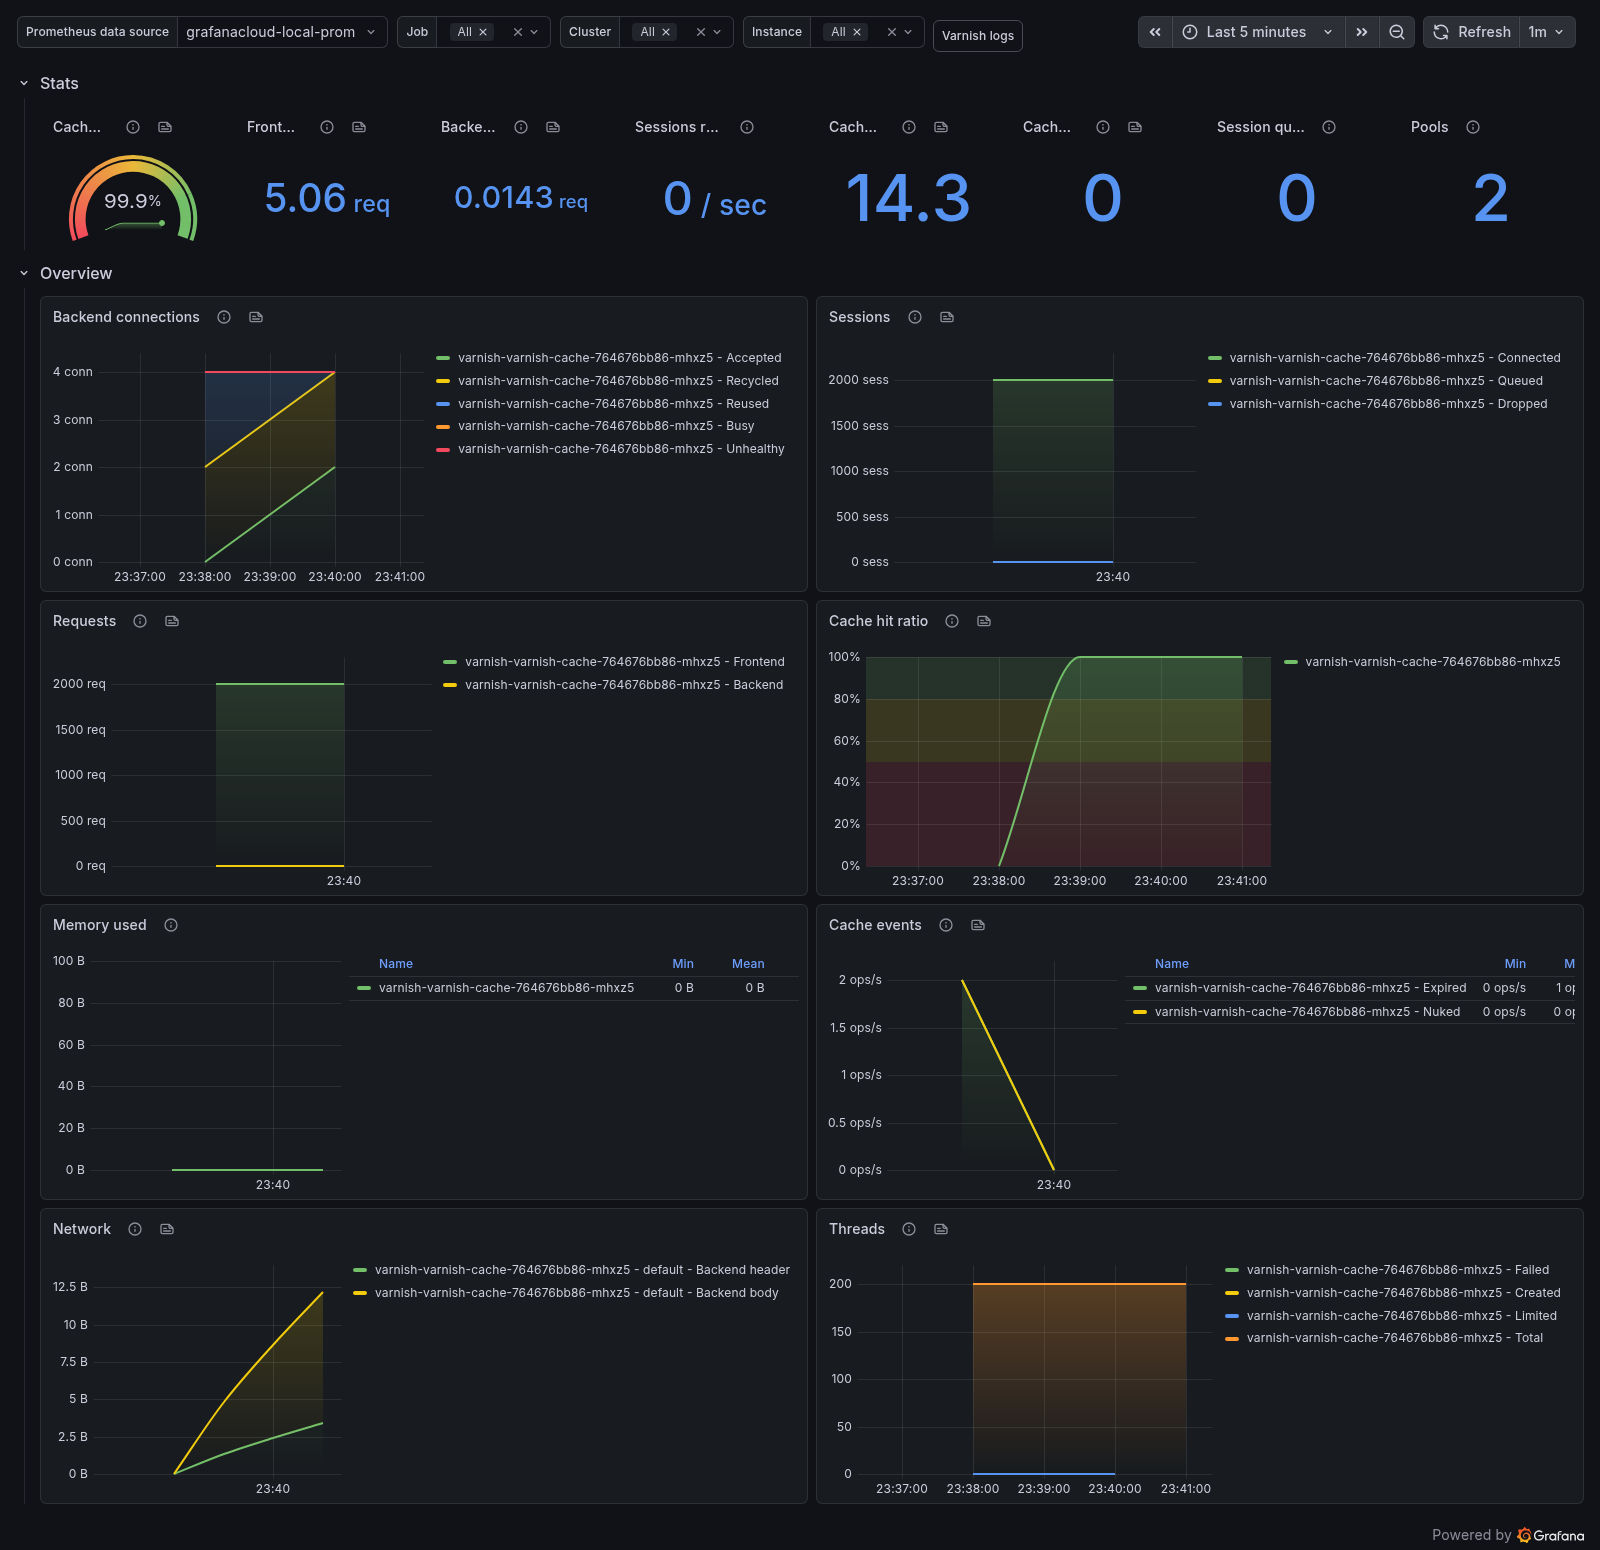 Prometheus data source grafanacloud-local-prom Job All Cluster All Instance All Varnish logs Last 5 minutes Refresh 1m
Stats
Cach... Front... Backe... Sessions r... Cach... Cach... Session qu... Pools
99.9% 5.06 req 0.0143 req 0 / sec 14.3 0 0 2
Overview
Backend connections
4 conn
3 conn
2 conn
1 conn
0 conn
23:37:00 23:38:00 23:39:00 23:40:00 23:41:00
varnish-varnish-cache-764676bb86-mhxz5 - Accepted
varnish-varnish-cache-764676bb86-mhxz5 - Recycled
varnish-varnish-cache-764676bb86-mhxz5 - Reused
varnish-varnish-cache-764676bb86-mhxz5 - Busy
varnish-varnish-cache-764676bb86-mhxz5 - Unhealthy
Sessions
2000 sess
1500 sess
1000 sess
500 sess
0 sess
23:40
varnish-varnish-cache-764676bb86-mhxz5 - Connected
varnish-varnish-cache-764676bb86-mhxz5 - Queued
varnish-varnish-cache-764676bb86-mhxz5 - Dropped
Requests
2000 req
1500 req
1000 req
500 req
0 req
23:40
varnish-varnish-cache-764676bb86-mhxz5 - Frontend
varnish-varnish-cache-764676bb86-mhxz5 - Backend
Cache hit ratio
100%
80%
60%
40%
20%
0%
23:37:00 23:38:00 23:39:00 23:40:00 23:41:00
varnish-varnish-cache-764676bb86-mhxz5
Memory used
100 B
80 B
60 B
40 B
20 B
0 B
23:40
Name Min Mean
varnish-varnish-cache-764676bb86-mhxz5 0 B 0 B
Cache events
2 ops/s
1.5 ops/s
1 ops/s
0.5 ops/s
0 ops/s
23:40
Name Min M
varnish-varnish-cache-764676bb86-mhxz5 - Expired 0 ops/s 1 op
varnish-varnish-cache-764676bb86-mhxz5 - Nuked 0 ops/s 0 op
Network
12.5 B
10 B
7.5 B
5 B
2.5 B
0 B
23:40
varnish-varnish-cache-764676bb86-mhxz5 - default - Backend header
varnish-varnish-cache-764676bb86-mhxz5 - default - Backend body
Threads
200
150
100
50
0
23:37:00 23:38:00 23:39:00 23:40:00 23:41:00
varnish-varnish-cache-764676bb86-mhxz5 - Failed
varnish-varnish-cache-764676bb86-mhxz5 - Created
varnish-varnish-cache-764676bb86-mhxz5 - Limited
varnish-varnish-cache-764676bb86-mhxz5 - Total
Powered by Grafana